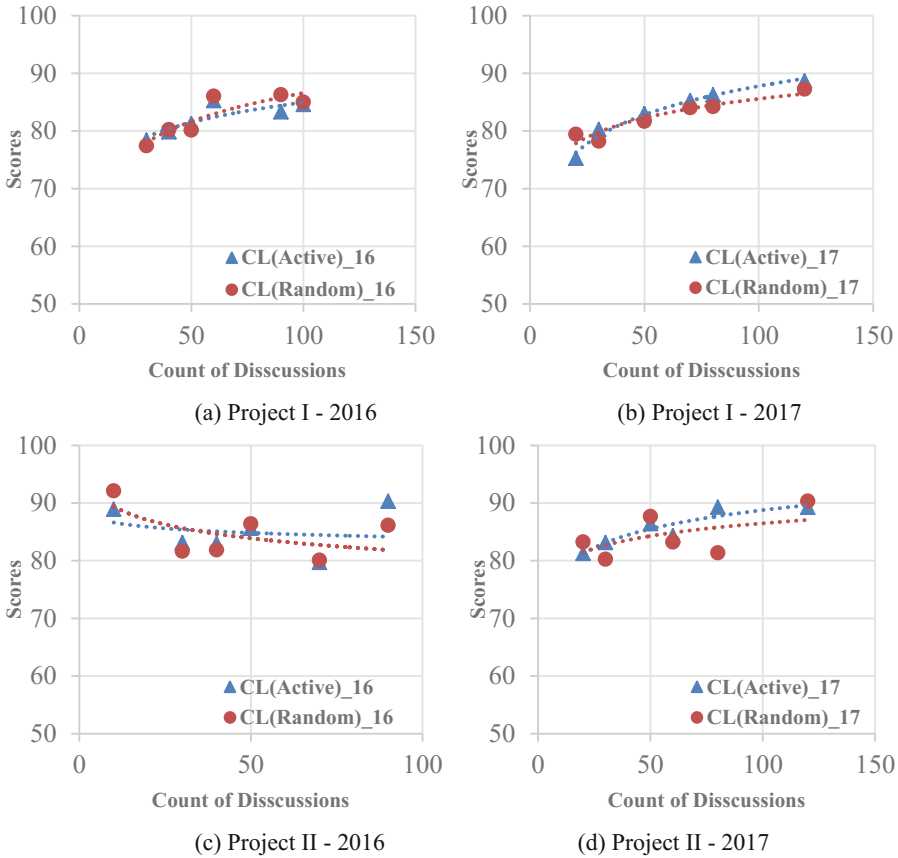 100
90
80
70
60
50
Scores
CL(Active)_16
CL(Random)_16
0 50 100 150
Count of Disscussions
(a) Project I - 2016
100
90
80
70
60
50
Scores
CL(Active)_17
CL(Random)_17
0 50 100 150
Count of Disscussions
(b) Project I - 2017
100
90
80
70
60
50
Scores
CL(Active)_16
CL(Random)_16
0 50 100
Count of Disscussions
(c) Project II - 2016
100
90
80
70
60
50
Scores
CL(Active)_17
CL(Random)_17
0 50 100 150
Count of Disscussions
(d) Project II - 2017